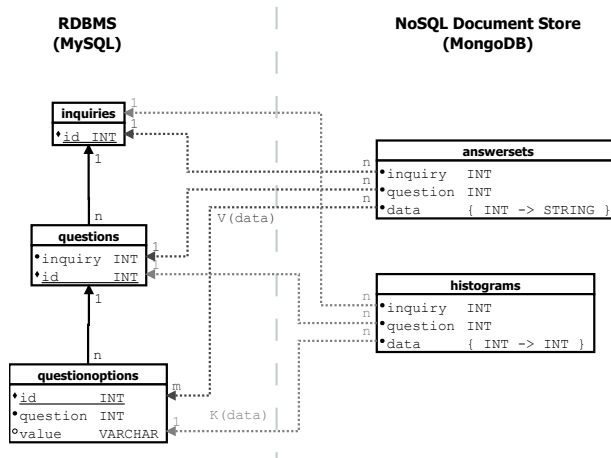 RDBMS
(MySQL)
NoSQL Document Store
(MongoDB)
inquiries
id INT
1
1
1
n
answersets
inquiry INT
question INT
data { INT -> STRING }
n
n
n
V(data)
questions
inquiry INT
id INT
1
1
1
n
histograms
inquiry INT
question INT
data { INT -> INT }
n
n
n
questionoptions
id INT
question INT
value VARCHAR
m
1
K(data)